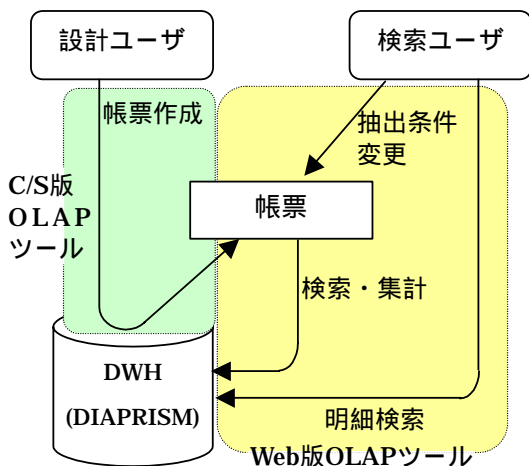 設計ユーザ
検索ユーザ
帳票作成
抽出条件
変更
C/S版
OLAP
ツール
帳票
検索・集計
DWH
(DIAPRISM)
明細検索
Web版OLAPツール